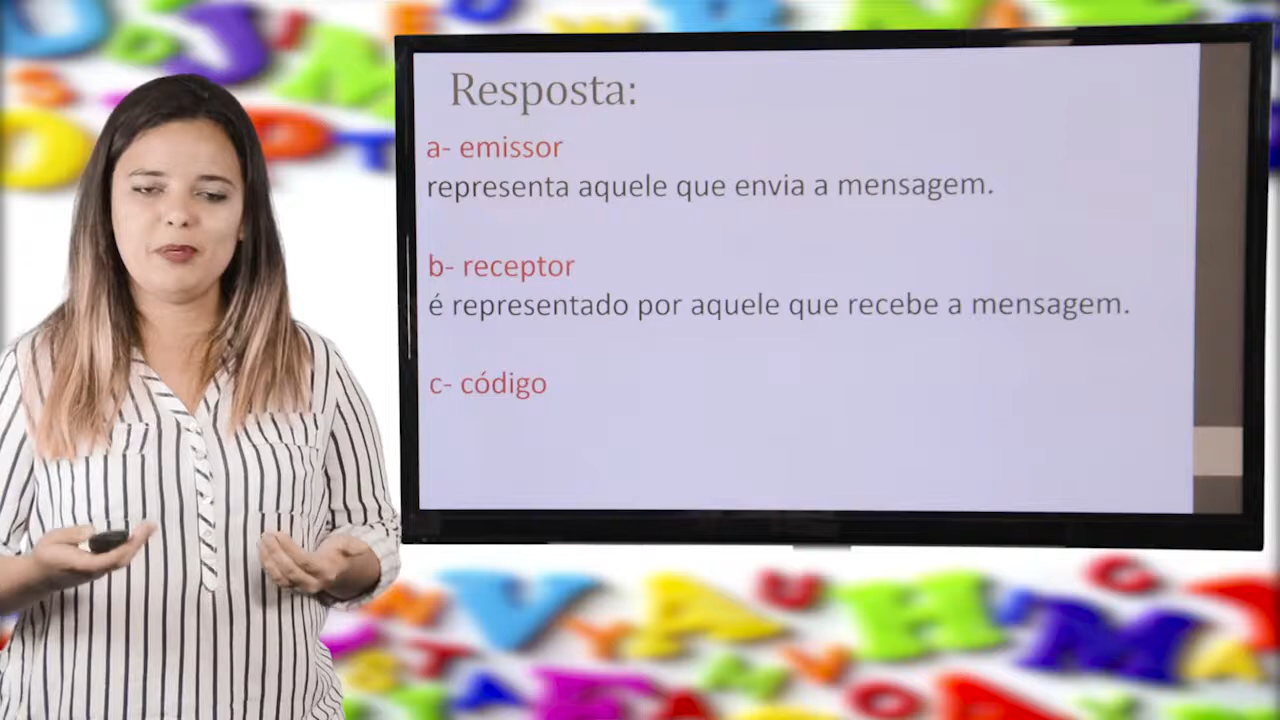 Resposta:
a- emissor
representa aquele que envia a mensagem.
b- receptor
é representado por aquele que recebe a mensagem.
c- código